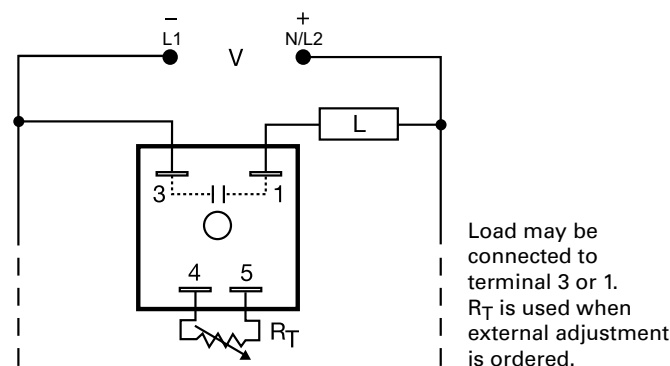 − +
L1 N/L2
V
L
3 1
4 5
RT
Load may be
connected to
terminal 3 or 1.
RT is used when
external adjustment
is ordered.